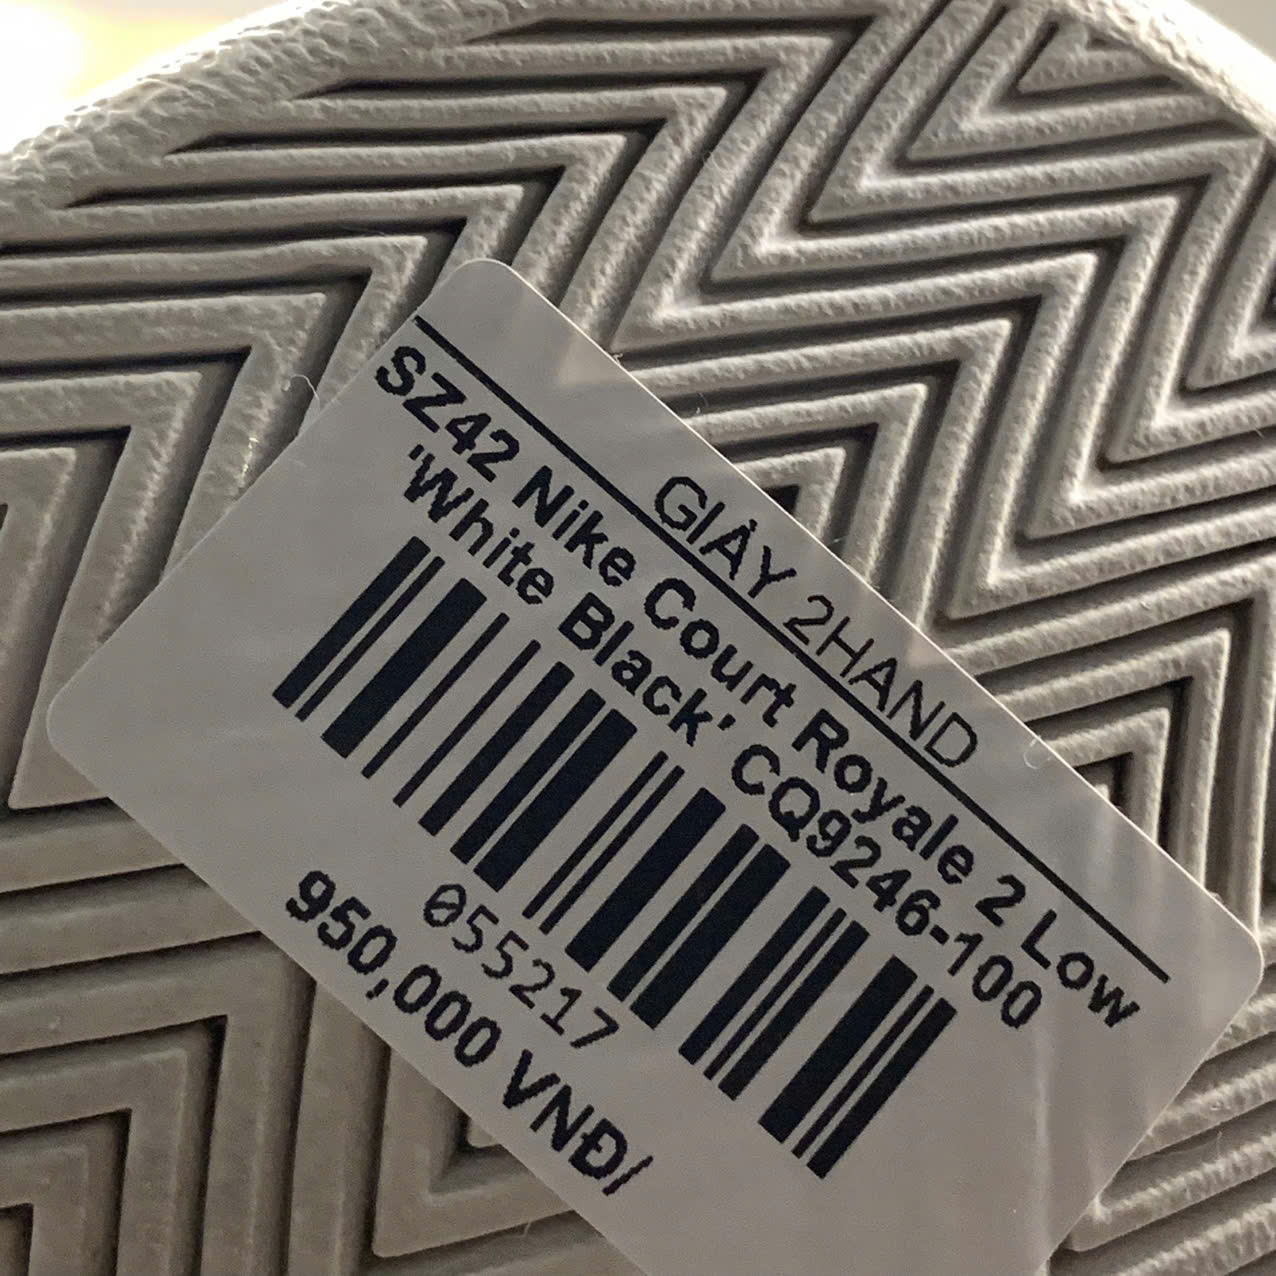 GIÀY 2HAND
SZ42 Nike Court Royale 2 Low
'White Black' CQ9246-100
055217
950,000 VNĐ/